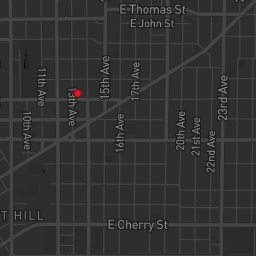 E Thomas St
E John St
11th Ave
10th Ave
13th Ave
15th Ave
16th Ave
17th Ave
20th Ave
21st Ave
22nd Ave
23rd Ave
T HILL
E Cherry St